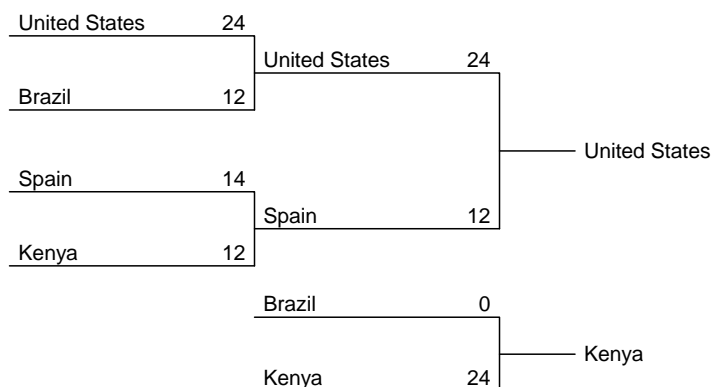 United States 24
United States 24
Brazil 12
United States
Spain 14
Spain 12
Kenya 12
Brazil 0
Kenya
Kenya 24